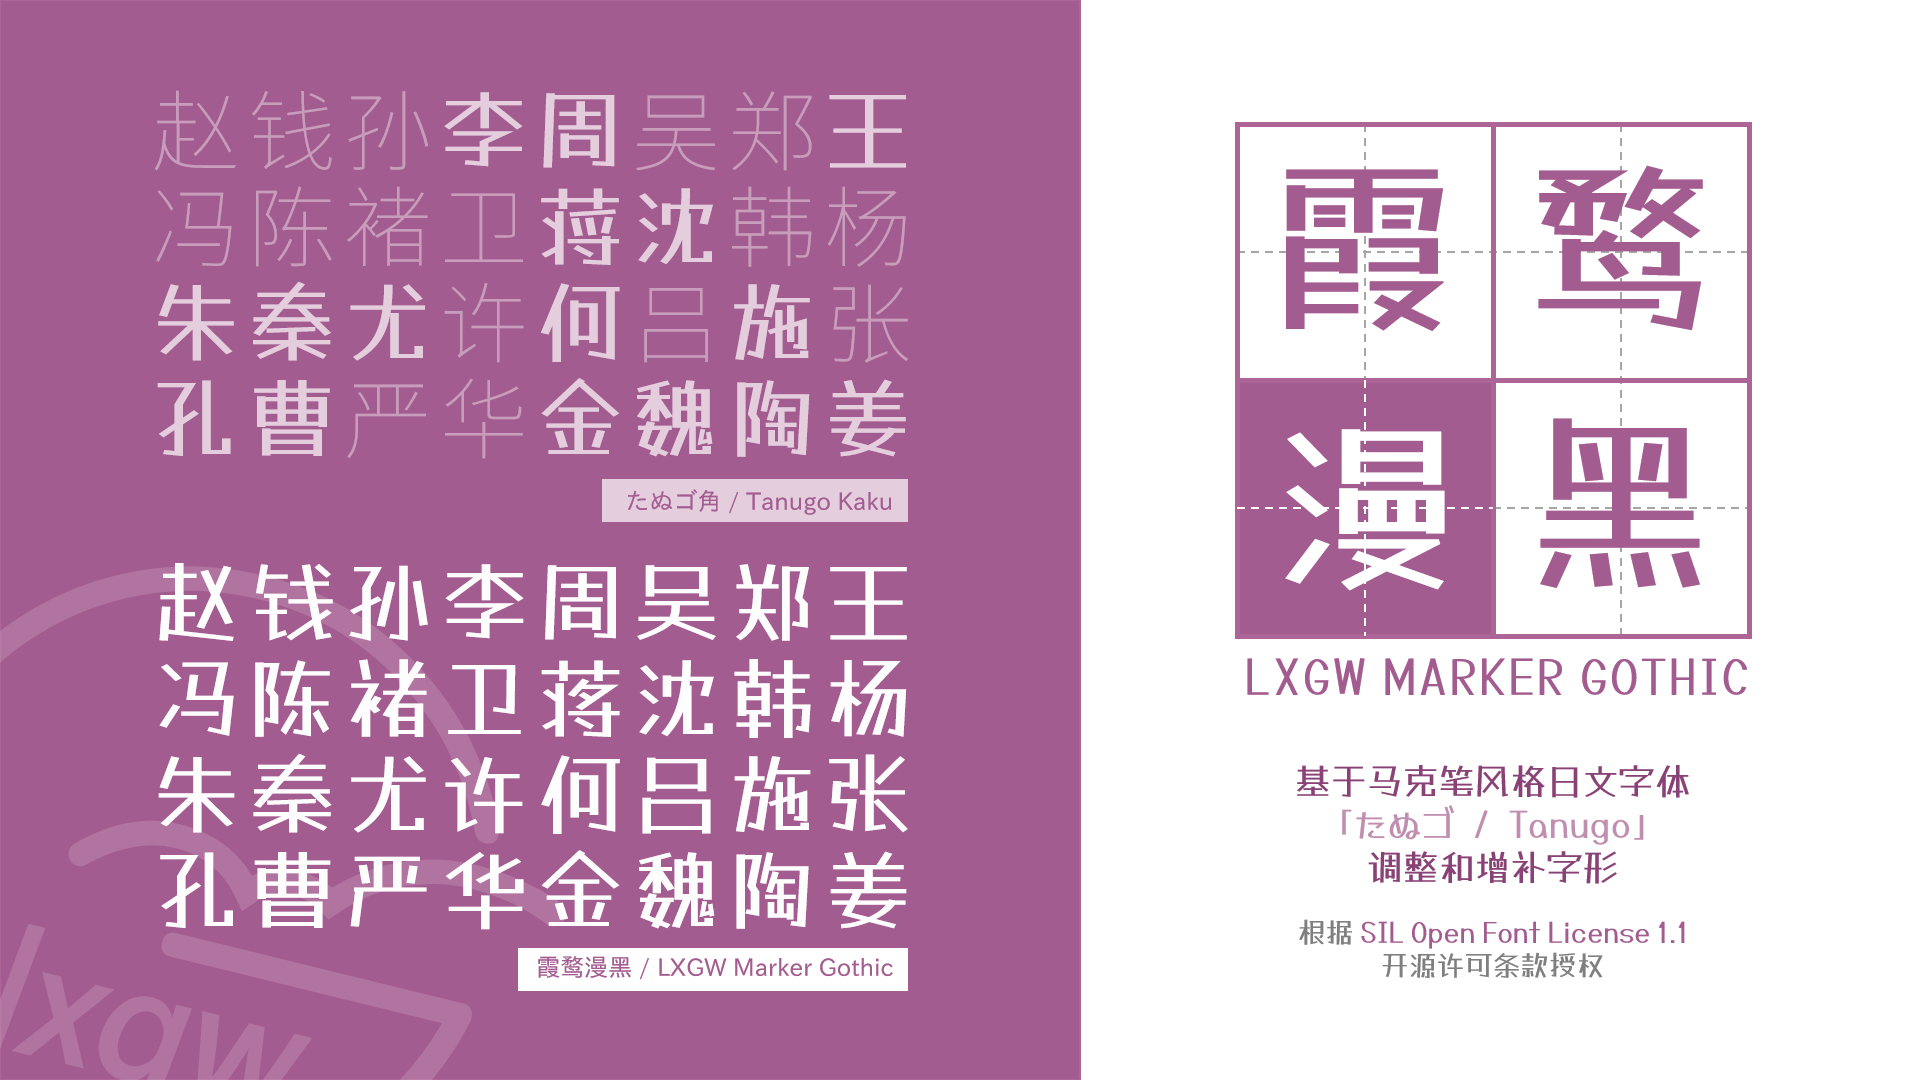 赵钱孙李周吴郑王
冯陈褚卫蒋沈韩杨
朱秦尤许何吕施张
孔曹严华金魏陶姜
たぬゴ角 / Tanugo Kaku
赵钱孙李周吴郑王
冯陈褚卫蒋沈韩杨
朱秦尤许何吕施张
孔曹严华金魏陶姜
霞鹜漫黑 / LXGW Marker Gothic
lxgw
霞鹜
漫黑
LXGW MARKER GOTHIC
基于马克笔风格日文字体
「たぬゴ / Tanugo」
调整和增补字形
根据 SIL Open Font License 1.1
开源许可条款授权